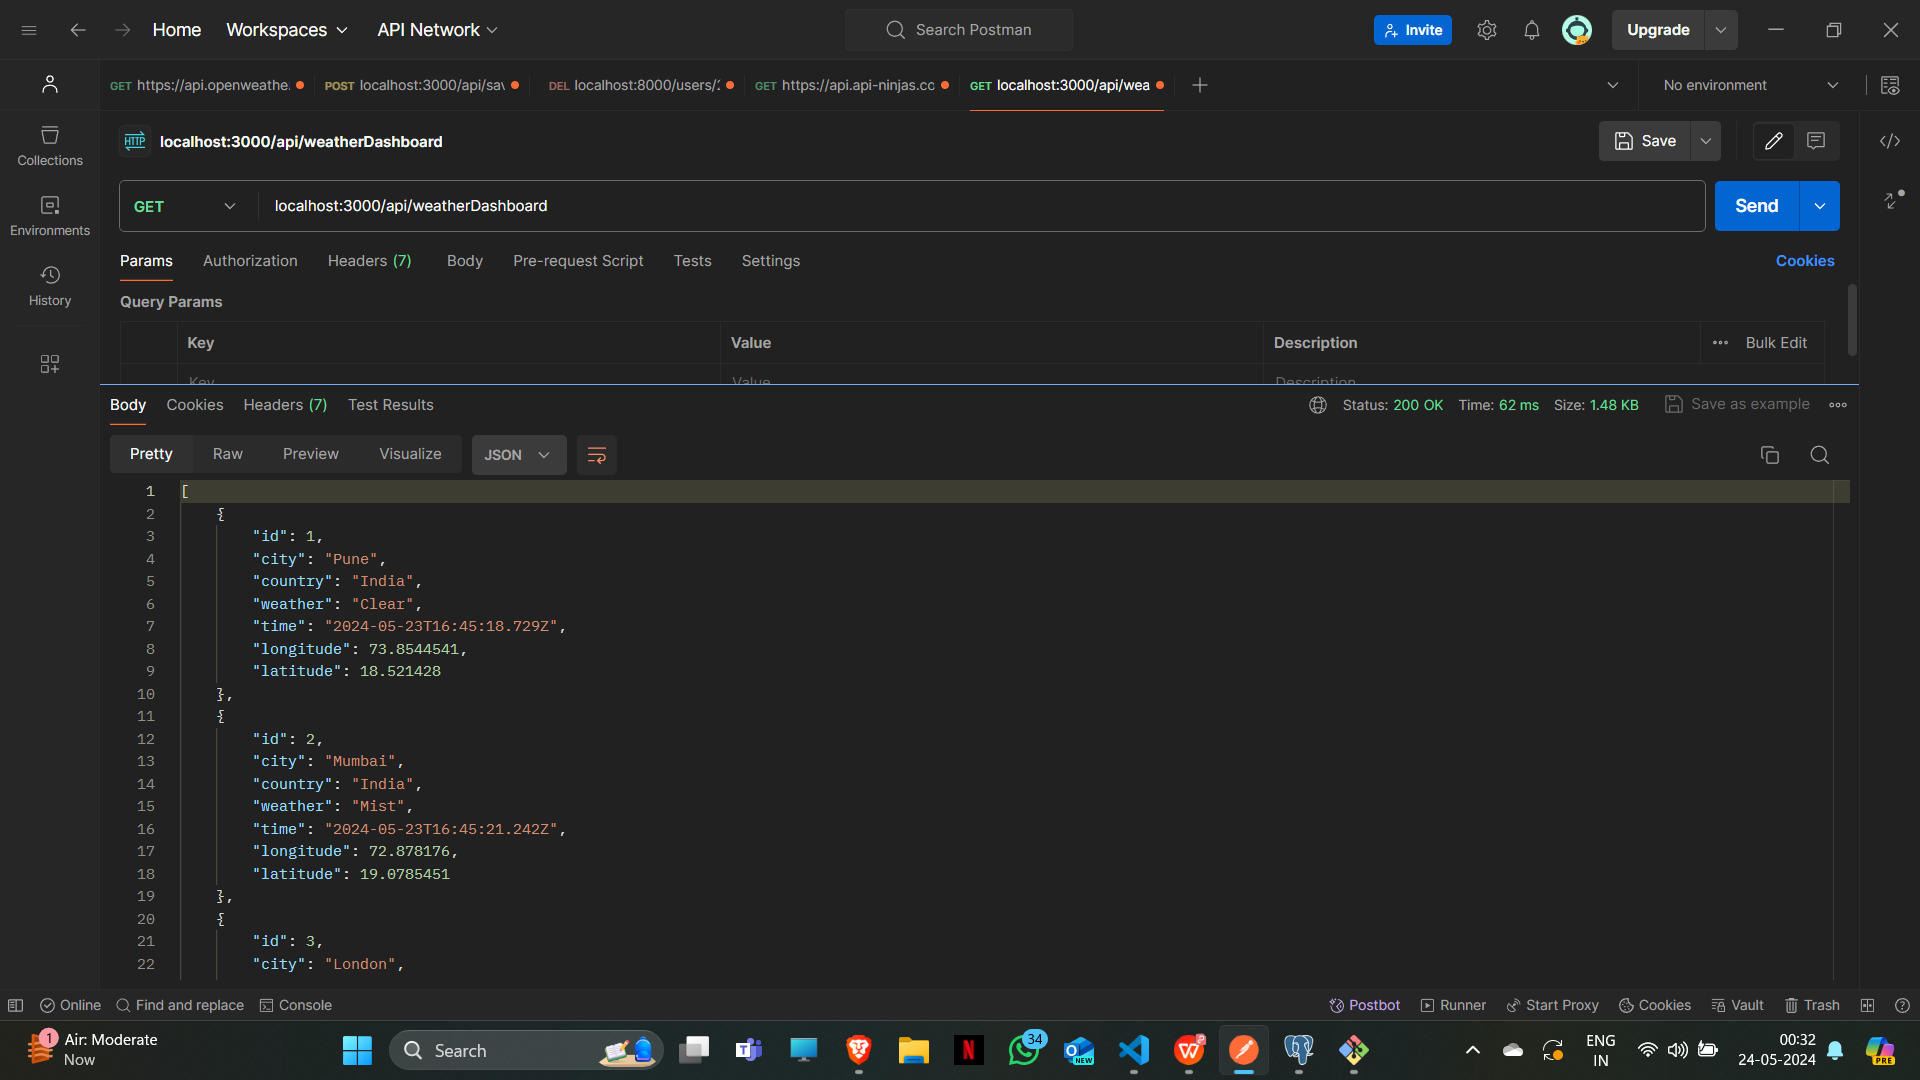 Home Workspaces API Network Search Postman Invite Upgrade
GET https://api.openweathe. POST localhost:3000/api/sav DEL localhost:8000/users/ GET https://api.api-ninjas.co GET localhost:3000/api/wea No environment
HTTP localhost:3000/api/weatherDashboard Save
Collections
GET localhost:3000/api/weatherDashboard Send
Environments
Params Authorization Headers (7) Body Pre-request Script Tests Settings Cookies
History
Query Params
Key Value Description Bulk Edit
Key Value Description
Body Cookies Headers (7) Test Results Status: 200 OK Time: 62 ms Size: 1.48 KB Save as example
Pretty Raw Preview Visualize JSON
1 [
2 {
3 "id": 1,
4 "city": "Pune",
5 "country": "India",
6 "weather": "Clear",
7 "time": "2024-05-23T16:45:18.729Z",
8 "longitude": 73.8544541,
9 "latitude": 18.521428
10 },
11 {
12 "id": 2,
13 "city": "Mumbai",
14 "country": "India",
15 "weather": "Mist",
16 "time": "2024-05-23T16:45:21.242Z",
17 "longitude": 72.878176,
18 "latitude": 19.0785451
19 },
20 {
21 "id": 3,
22 "city": "London",
Online Find and replace Console Postbot Runner Start Proxy Cookies Vault Trash
1 Air: Moderate
Now
Search
N
34
NEW
W
ENG
IN
00:32
24-05-2024
PRE